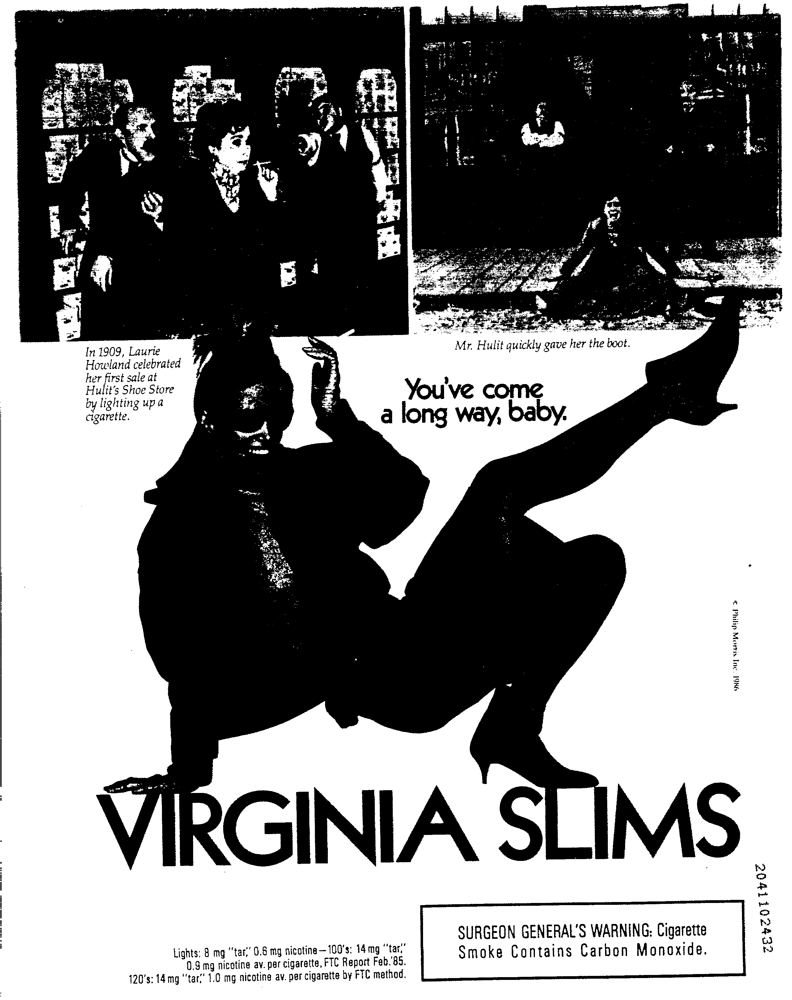 In 1909, Laurie
Howland celebrated
her first sale at
Hulit's Shoe Store
by lighting up a
cigarette.
Mr. Hulit quickly gave her the boot.
You've come
a long way, baby.
© Philip Morris Inc. 1986
VIRGINIA SLIMS
2041102432
SURGEON GENERAL'S WARNING: Cigarette
Smoke Contains Carbon Monoxide.
Lights: 8 mg "tar," 0.6 mg nicotine—100's: 14 mg "tar,"
0.9 mg nicotine av. per cigarette, FTC Report Feb.'85.
120's: 14 mg "tar," 1.0 mg nicotine av. per cigarette by FTC method.